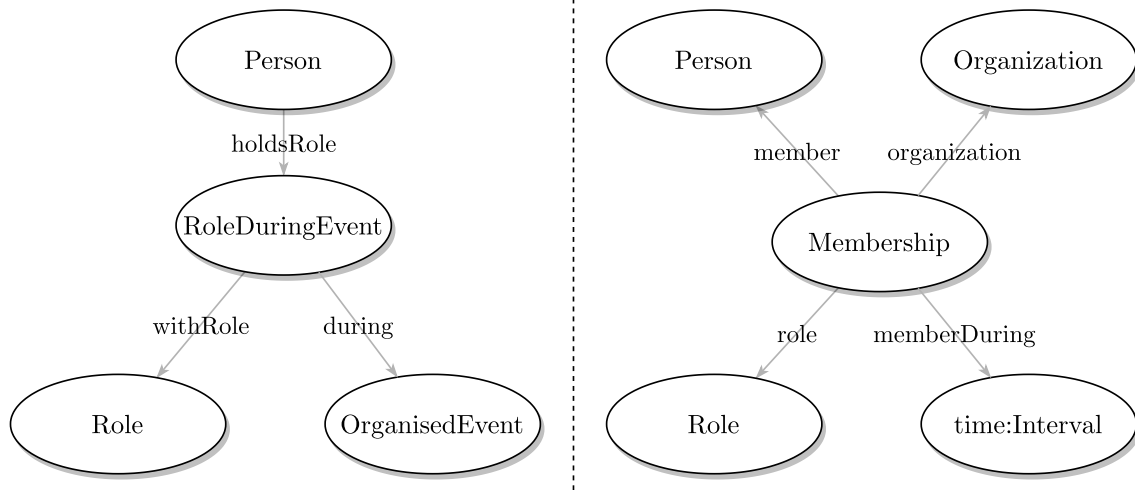 Person
holdsRole
RoleDuringEvent
withRole
during
Role
OrganisedEvent
Person
Organization
member
organization
Membership
role
memberDuring
Role
time:Interval